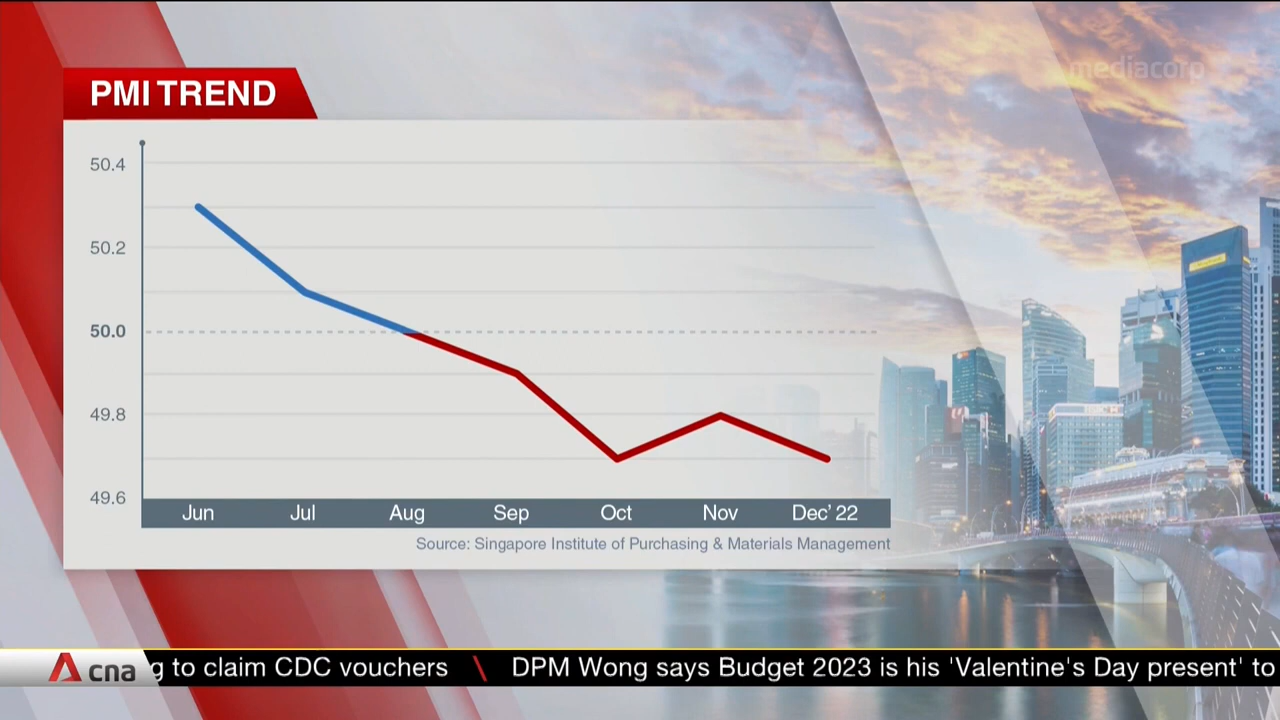 mediacorp
PMI TREND
50.4
50.2
50.0
49.8
49.6
Jun Jul Aug Sep Oct Nov Dec' 22
Source: Singapore Institute of Purchasing & Materials Management
cna
g to claim CDC vouchers \ DPM Wong says Budget 2023 is his 'Valentine's Day present' to